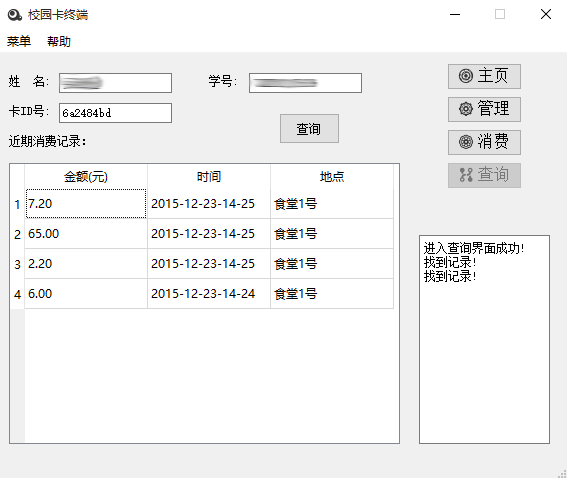 校园卡终端
菜单 帮助
姓 名: 学号:
卡ID号: 6a2484bd
查询
近期消费记录:
金额(元) 时间 地点
1 7.20 2015-12-23-14-25 食堂1号
2 65.00 2015-12-23-14-25 食堂1号
3 2.20 2015-12-23-14-25 食堂1号
4 6.00 2015-12-23-14-24 食堂1号
主页
管理
消费
查询
进入查询界面成功!
找到记录!
找到记录!